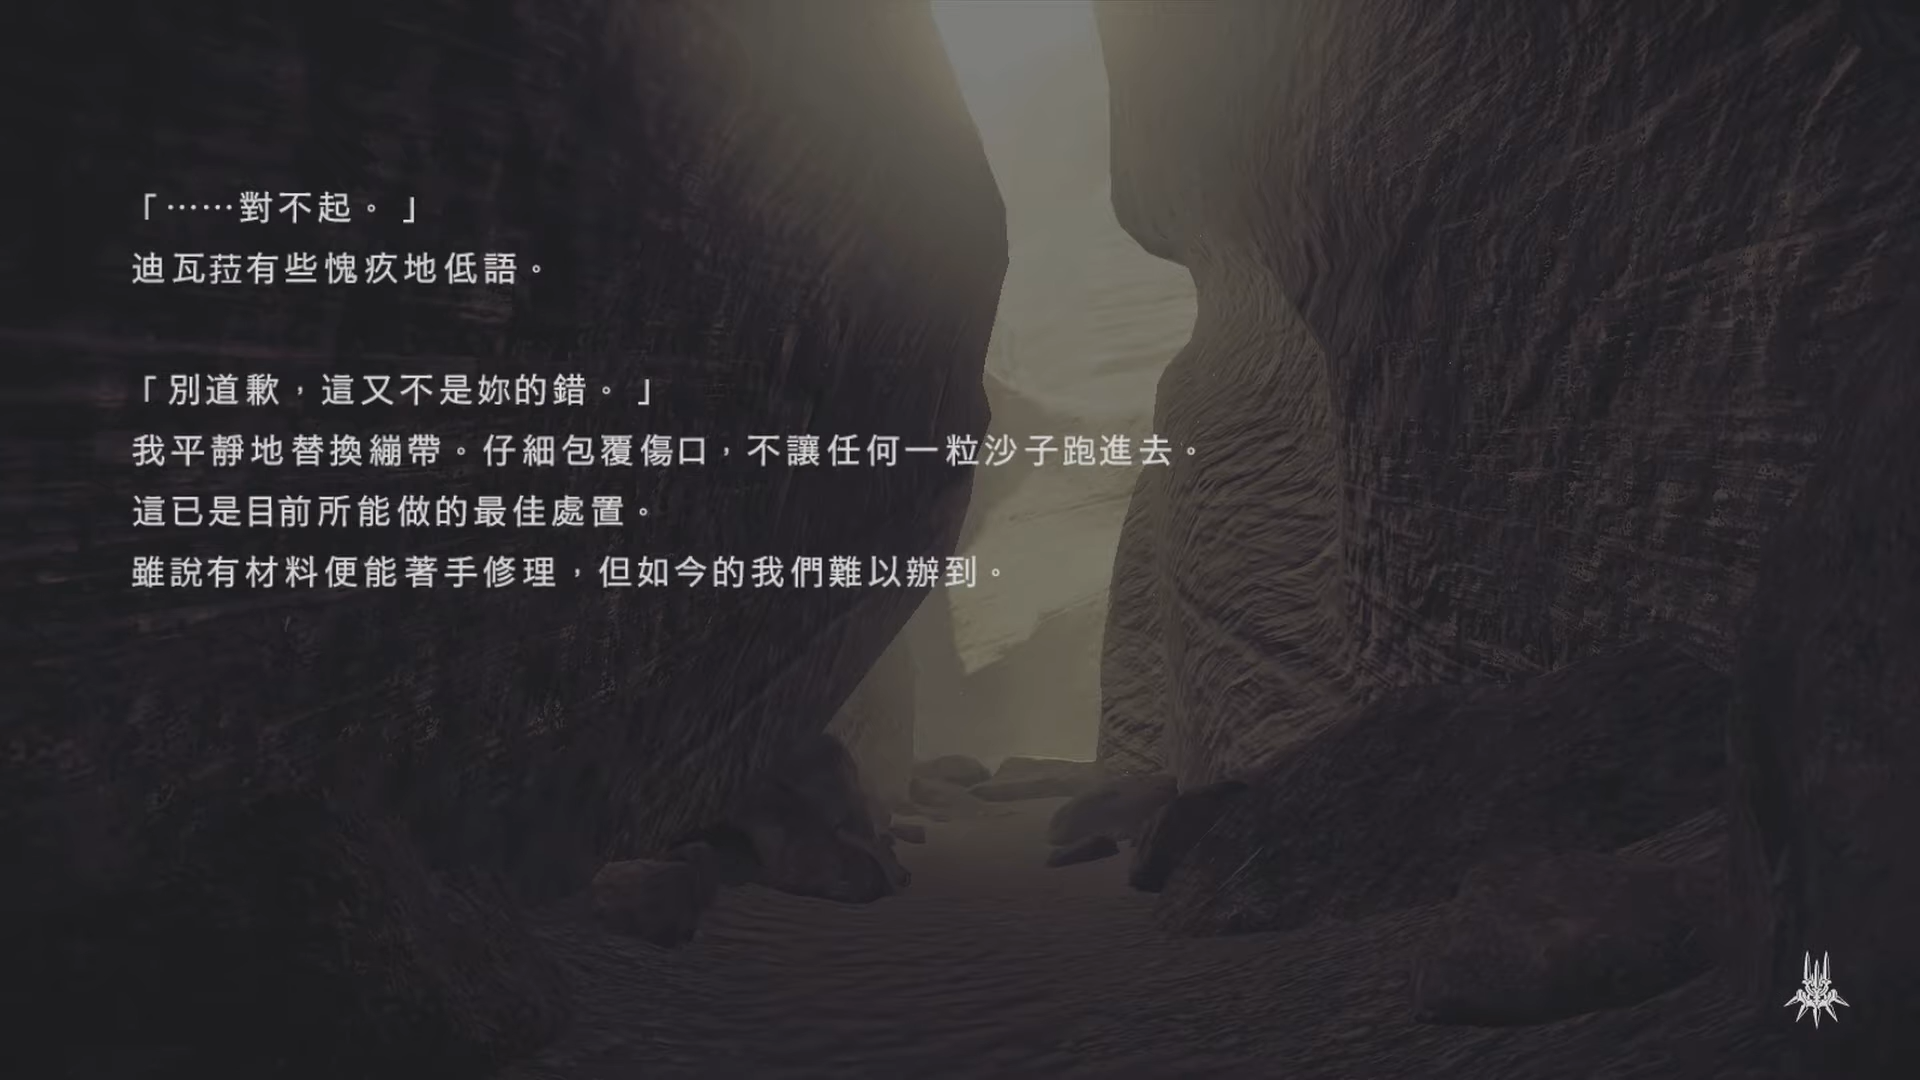 「……對不起。」
迪瓦菈有些愧疚地低語。
「別道歉，這又不是妳的錯。」
我平靜地替換繃帶。仔細包覆傷口，不讓任何一粒沙子跑進去。
這已是目前所能做的最佳處置。
雖說有材料便能著手修理，但如今的我們難以辦到。